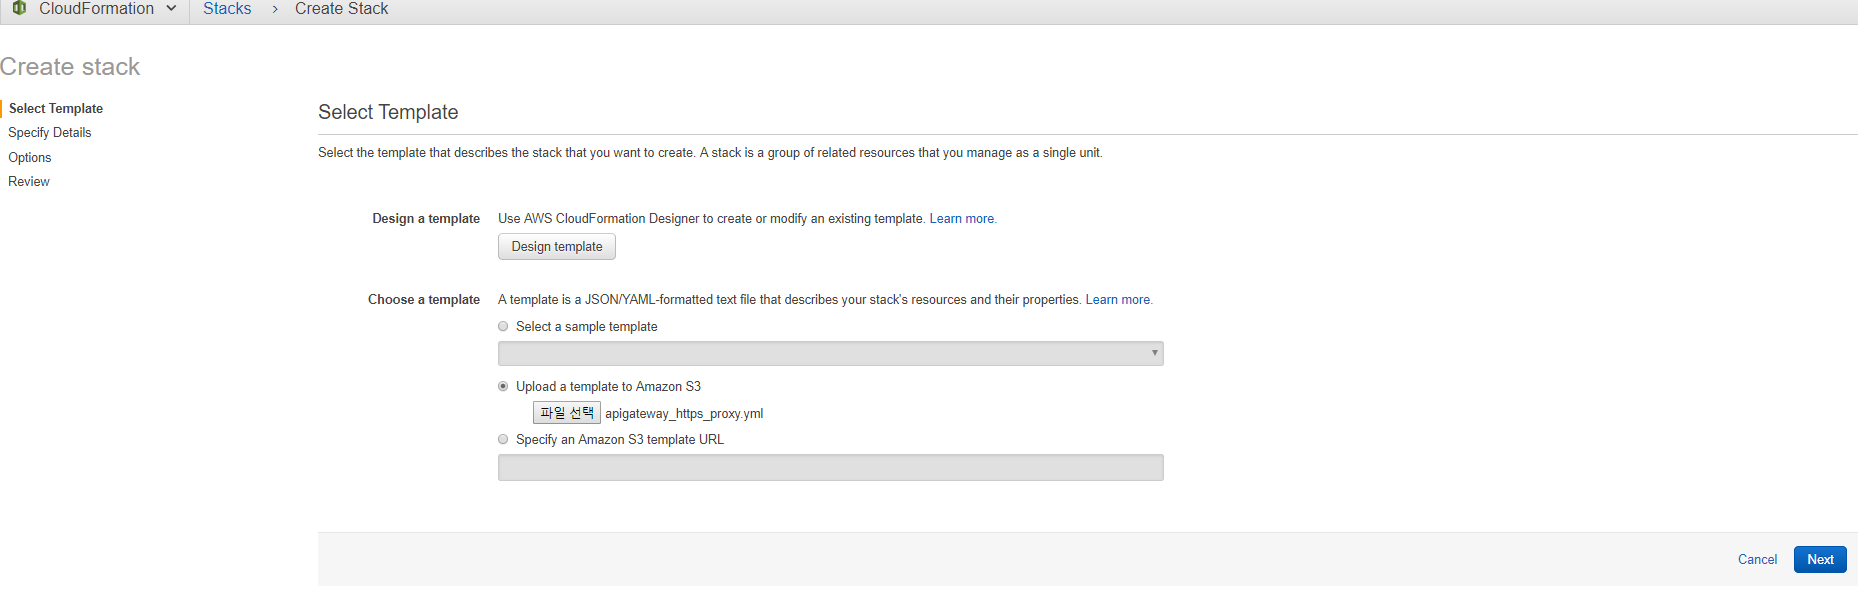 CloudFormation Stacks > Create Stack
Create stack
Select Template
Specify Details
Options
Review
Select Template
Select the template that describes the stack that you want to create. A stack is a group of related resources that you manage as a single unit.
Design a template Use AWS CloudFormation Designer to create or modify an existing template. Learn more.
Design template
Choose a template A template is a JSON/YAML-formatted text file that describes your stack's resources and their properties. Learn more.
Select a sample template
Upload a template to Amazon S3
파일 선택 apigateway_https_proxy.yml
Specify an Amazon S3 template URL
Cancel Next